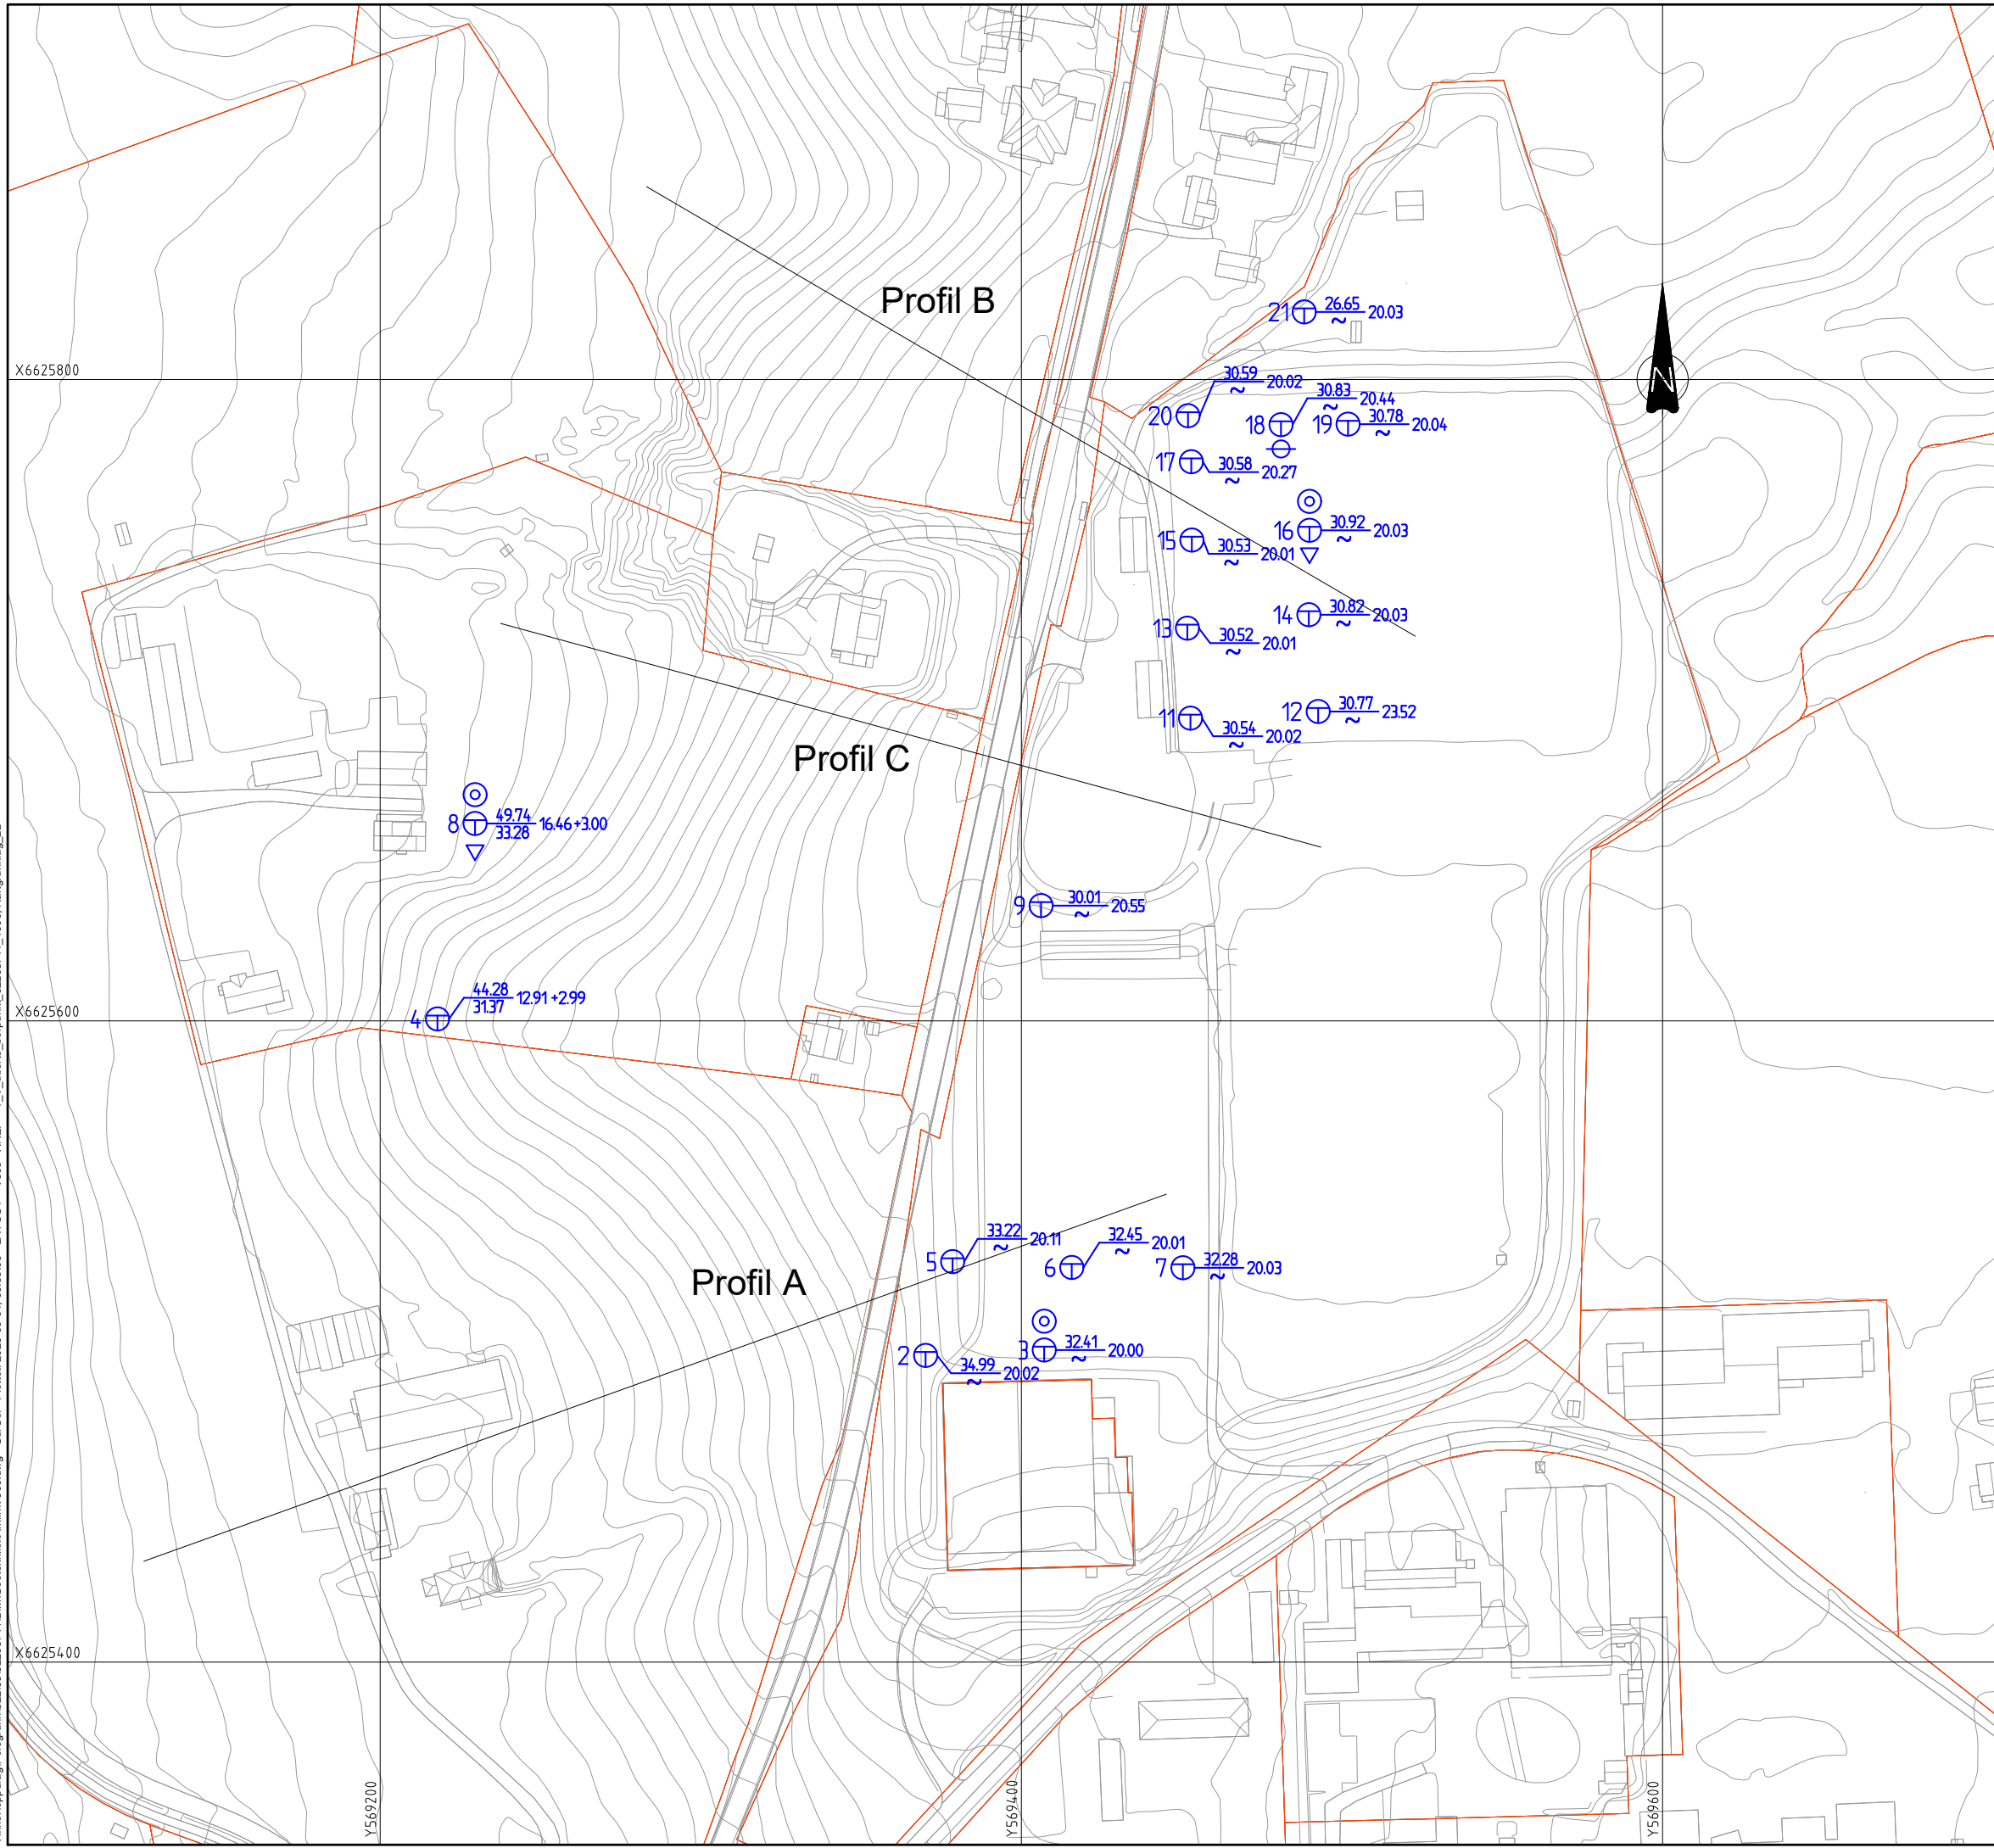 Profil B
21 26.65 ~ 20.03
X6625800
N
30.59 ~ 20.02
20
30.83 ~ 20.44
18
19 30.78 ~ 20.04
17 30.58 ~ 20.27
16 30.92 ~ 20.03
15 30.53 ~ 20.01
14 30.82 ~ 20.03
13 30.52 ~ 20.01
12 30.77 ~ 23.52
11 30.54 ~ 20.02
Profil C
8 49.74 16.46+3.00
33.28
9 30.01 ~ 20.55
44.28 12.91+2.99
31.37
4
X6625600
33.22 ~ 20.11
5
32.45 ~ 20.01
6
7 32.28 ~ 20.03
Profil A
3 32.41 ~ 20.00
2 34.99 ~ 20.02
X6625400
Y569200
Y569400
Y569600